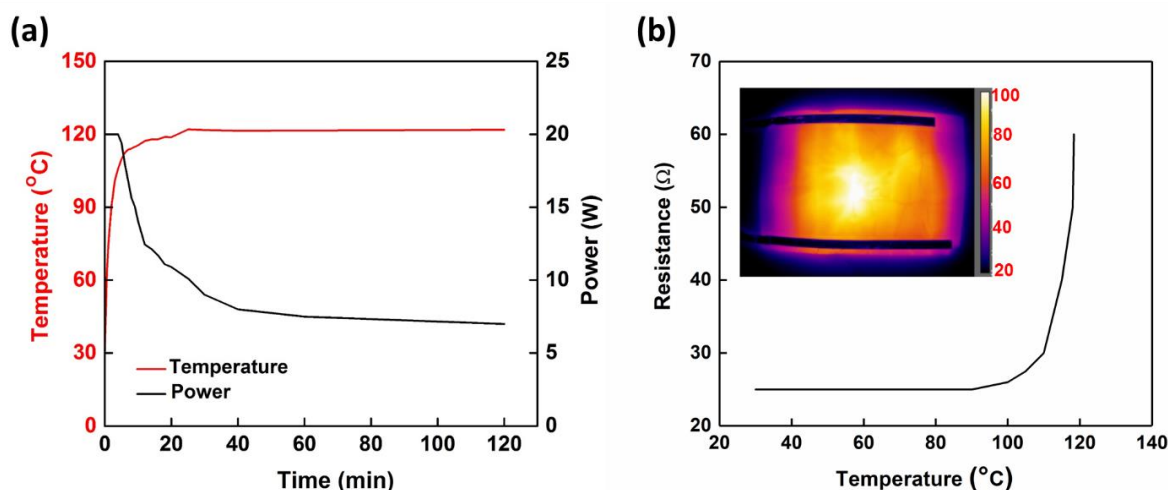 (a)
150
120
90
60
30
0
Temperature (°C)
25
20
15
10
5
0
Power (W)
Temperature
Power
0 20 40 60 80 100 120
Time (min)
(b)
70
60
50
40
30
20
Resistance (Ω)
100
80
60
40
20
20 40 60 80 100 120 140
Temperature (°C)